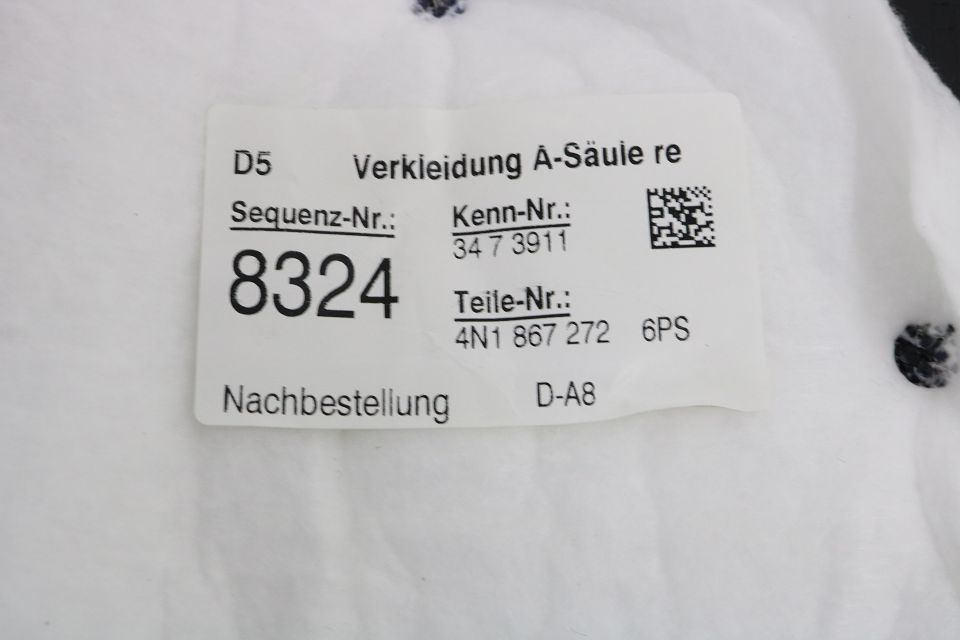 D5 Verkleidung A-Säule re
Sequenz-Nr.: Kenn-Nr.:
34 7 3911
8324
Teile-Nr.:
4N1 867 272 6PS
Nachbestellung D-A8